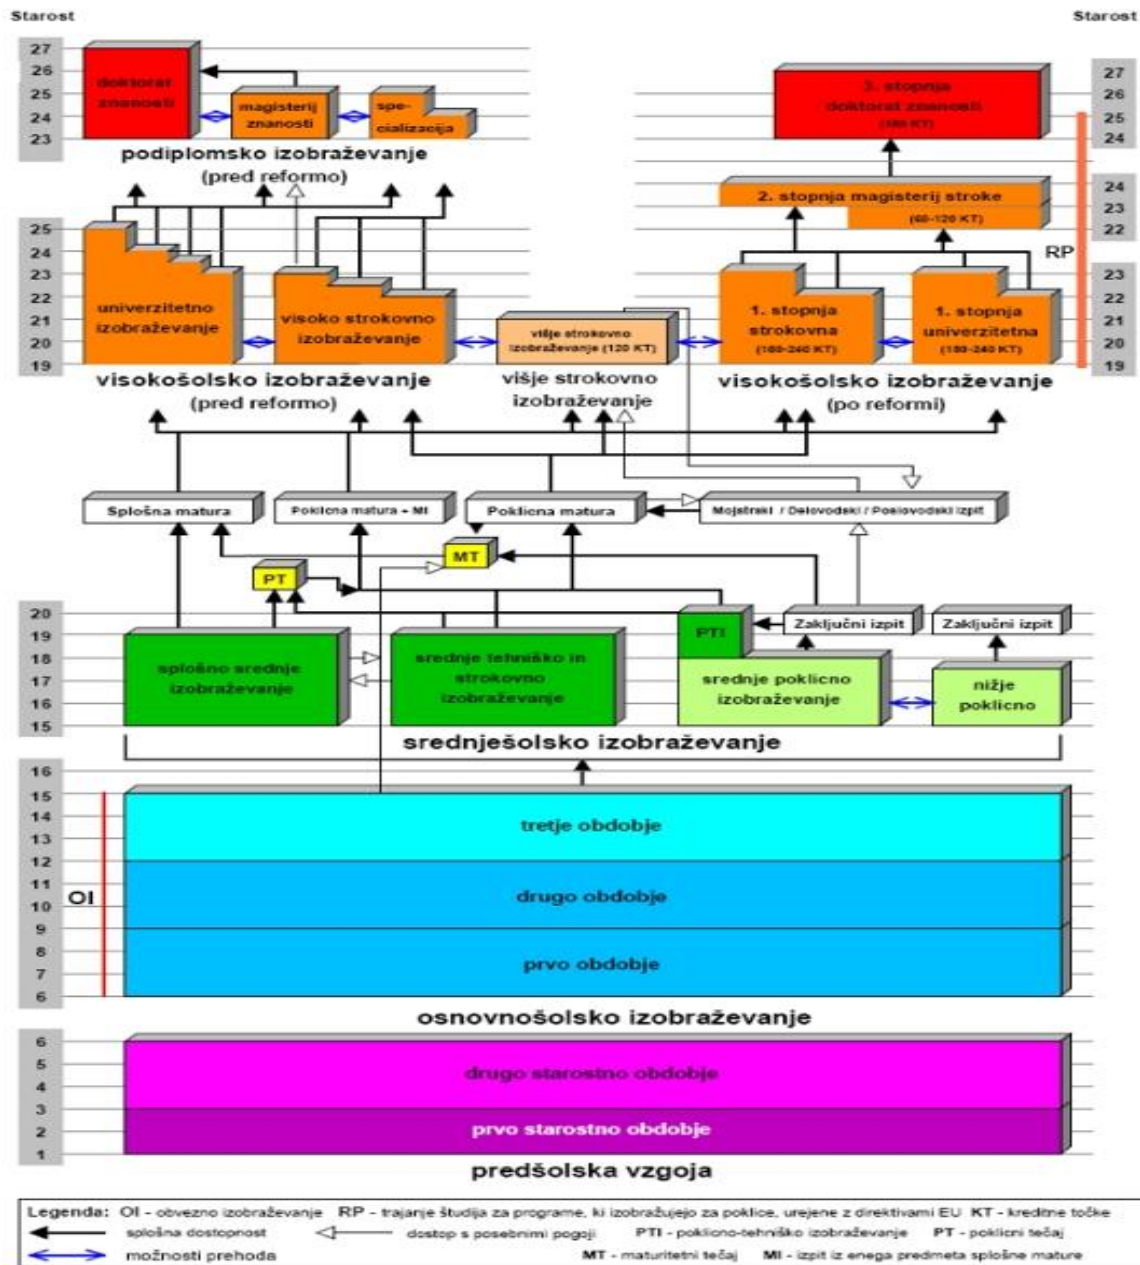 Starost
Starost
27
26
25
24
23
doktorat
znanosti
magisterij
znanosti
spe-
cializacija
podiplomsko izobraževanje
(pred reformo)
27
26
25
24
3. stopnja
doktorat znanosti
(180 KT)
24
23
22
2. stopnja magisterij stroke
(60-120 KT)
RP
25
24
23
22
21
20
19
univerzitetno
izobraževanje
visoko strokovno
izobraževanje
višje strokovno
izobraževanje (120 KT)
1. stopnja
strokovna
(180-240 KT)
1. stopnja
univerzitetna
(180-240 KT)
23
22
21
20
19
visokošolsko izobraževanje
(pred reformo)
višje strokovno
izobraževanje
visokošolsko izobraževanje
(po reformi)
Splošna matura
Poklicna matura + MI
Poklicna matura
Mojstrski / Delovodski / Poslovodski izpit
MT
PT
20
19
18
17
16
15
splošno srednje
izobraževanje
srednje tehniško in
strokovno
izobraževanje
PTI
Zaključni izpit
Zaključni izpit
srednje poklicno
izobraževanje
nižje
poklicno
srednješolsko izobraževanje
16
15
14
13
12
11
10
9
8
7
6
OI
tretje obdobje
drugo obdobje
prvo obdobje
osnovnošolsko izobraževanje
6
5
4
3
2
1
drugo starostno obdobje
prvo starostno obdobje
predšolska vzgoja
Legenda: OI - obvezno izobraževanje RP - trajanje študija za programe, ki izobražujejo za poklice, urejene z direktivami EU KT - kreditne točke
splošna dostopnost dostop s posebnimi pogoji PTI - poklicno-tehniško izobraževanje PT - poklicni tečaj
možnosti prehoda MT - maturitetni tečaj MI - izpit iz enega predmeta splošne mature